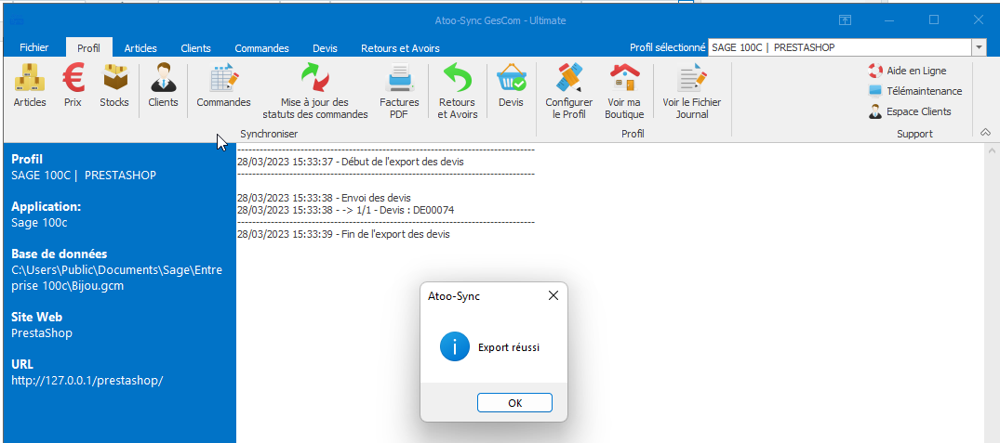 Atoo-Sync GesCom - Ultimate
Fichier Profil Articles Clients Commandes Devis Retours et Avoirs Profil sélectionné SAGE 100C | PRESTASHOP
Articles Prix Stocks Clients Commandes Mise à jour des statuts des commandes Factures PDF Retours et Avoirs Devis Configurer le Profil Voir ma Boutique Voir le Fichier Journal
Aide en Ligne
Télémaintenance
Espace Clients
Synchroniser Profil Support
Profil
SAGE 100C | PRESTASHOP
Application:
Sage 100c
Base de données
C:\Users\Public\Documents\Sage\Entre
prise 100c\Bijou.gcm
Site Web
PrestaShop
URL
http://127.0.0.1/prestashop/
28/03/2023 15:33:37 - Début de l'export des devis
28/03/2023 15:33:38 - Envoi des devis
28/03/2023 15:33:38 - -> 1/1 - Devis : DE00074
28/03/2023 15:33:39 - Fin de l'export des devis
Atoo-Sync
Export réussi
OK